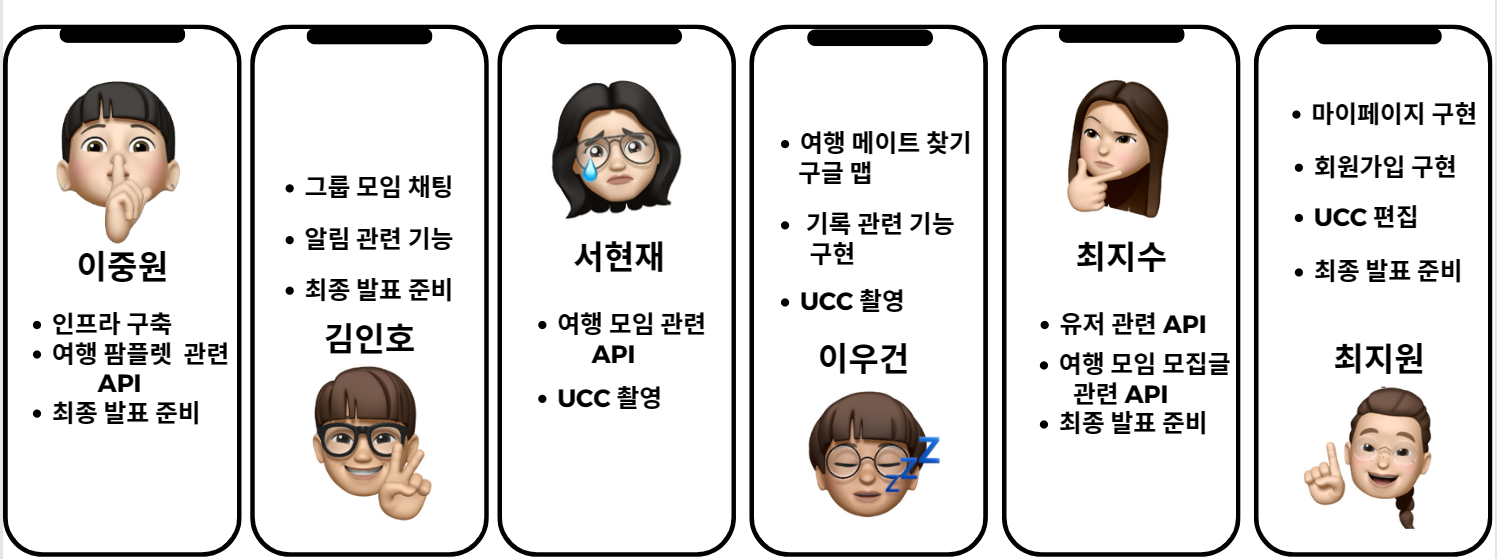 이중원
• 인프라 구축
• 여행 팜플렛 관련
API
• 최종 발표 준비
• 그룹 모임 채팅
• 알림 관련 기능
• 최종 발표 준비
김인호
서현재
• 여행 모임 관련
API
• UCC 촬영
• 여행 메이트 찾기
구글 맵
• 기록 관련 기능
구현
• UCC 촬영
이우건
최지수
• 유저 관련 API
• 여행 모임 모집글
관련 API
• 최종 발표 준비
• 마이페이지 구현
• 회원가입 구현
• UCC 편집
• 최종 발표 준비
최지원